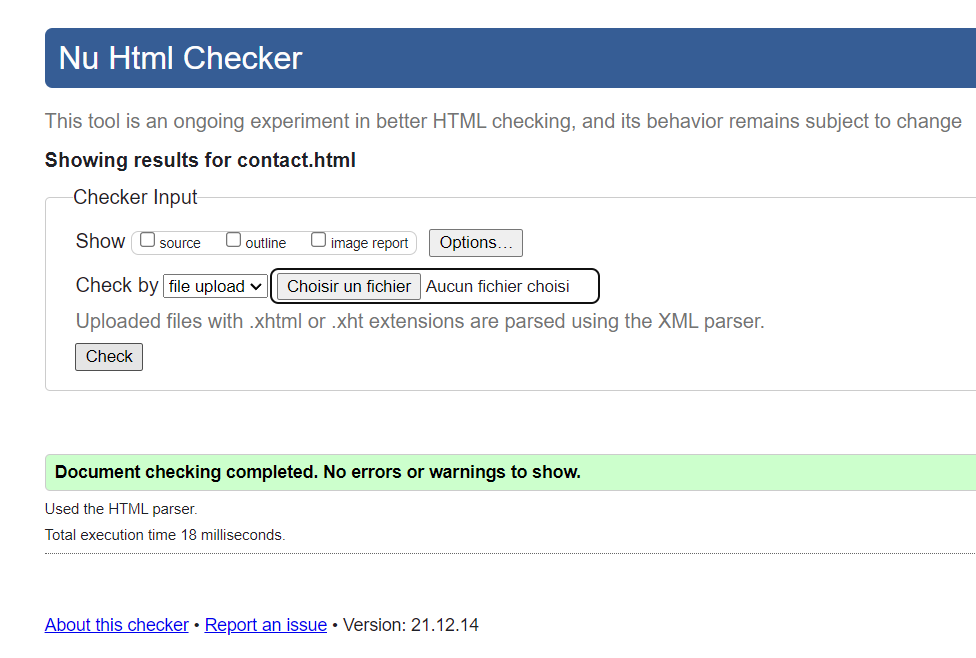 Nu Html Checker
This tool is an ongoing experiment in better HTML checking, and its behavior remains subject to change
Showing results for contact.html
Checker Input
Show source outline image report Options...
Check by file upload Choisir un fichier Aucun fichier choisi
Uploaded files with .xhtml or .xht extensions are parsed using the XML parser.
Check
Document checking completed. No errors or warnings to show.
Used the HTML parser.
Total execution time 18 milliseconds.
About this checker • Report an issue • Version: 21.12.14